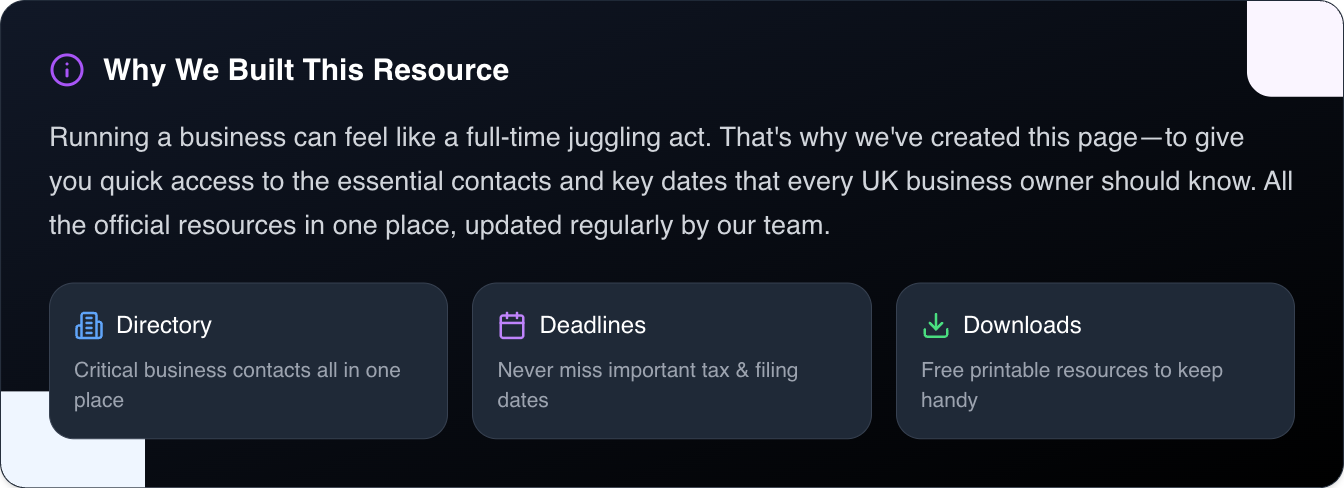 Why We Built This Resource
Running a business can feel like a full-time juggling act. That's why we've created this page—to give
you quick access to the essential contacts and key dates that every UK business owner should know. All
the official resources in one place, updated regularly by our team.
Directory
Critical business contacts all in one
place
Deadlines
Never miss important tax & filing
dates
Downloads
Free printable resources to keep
handy